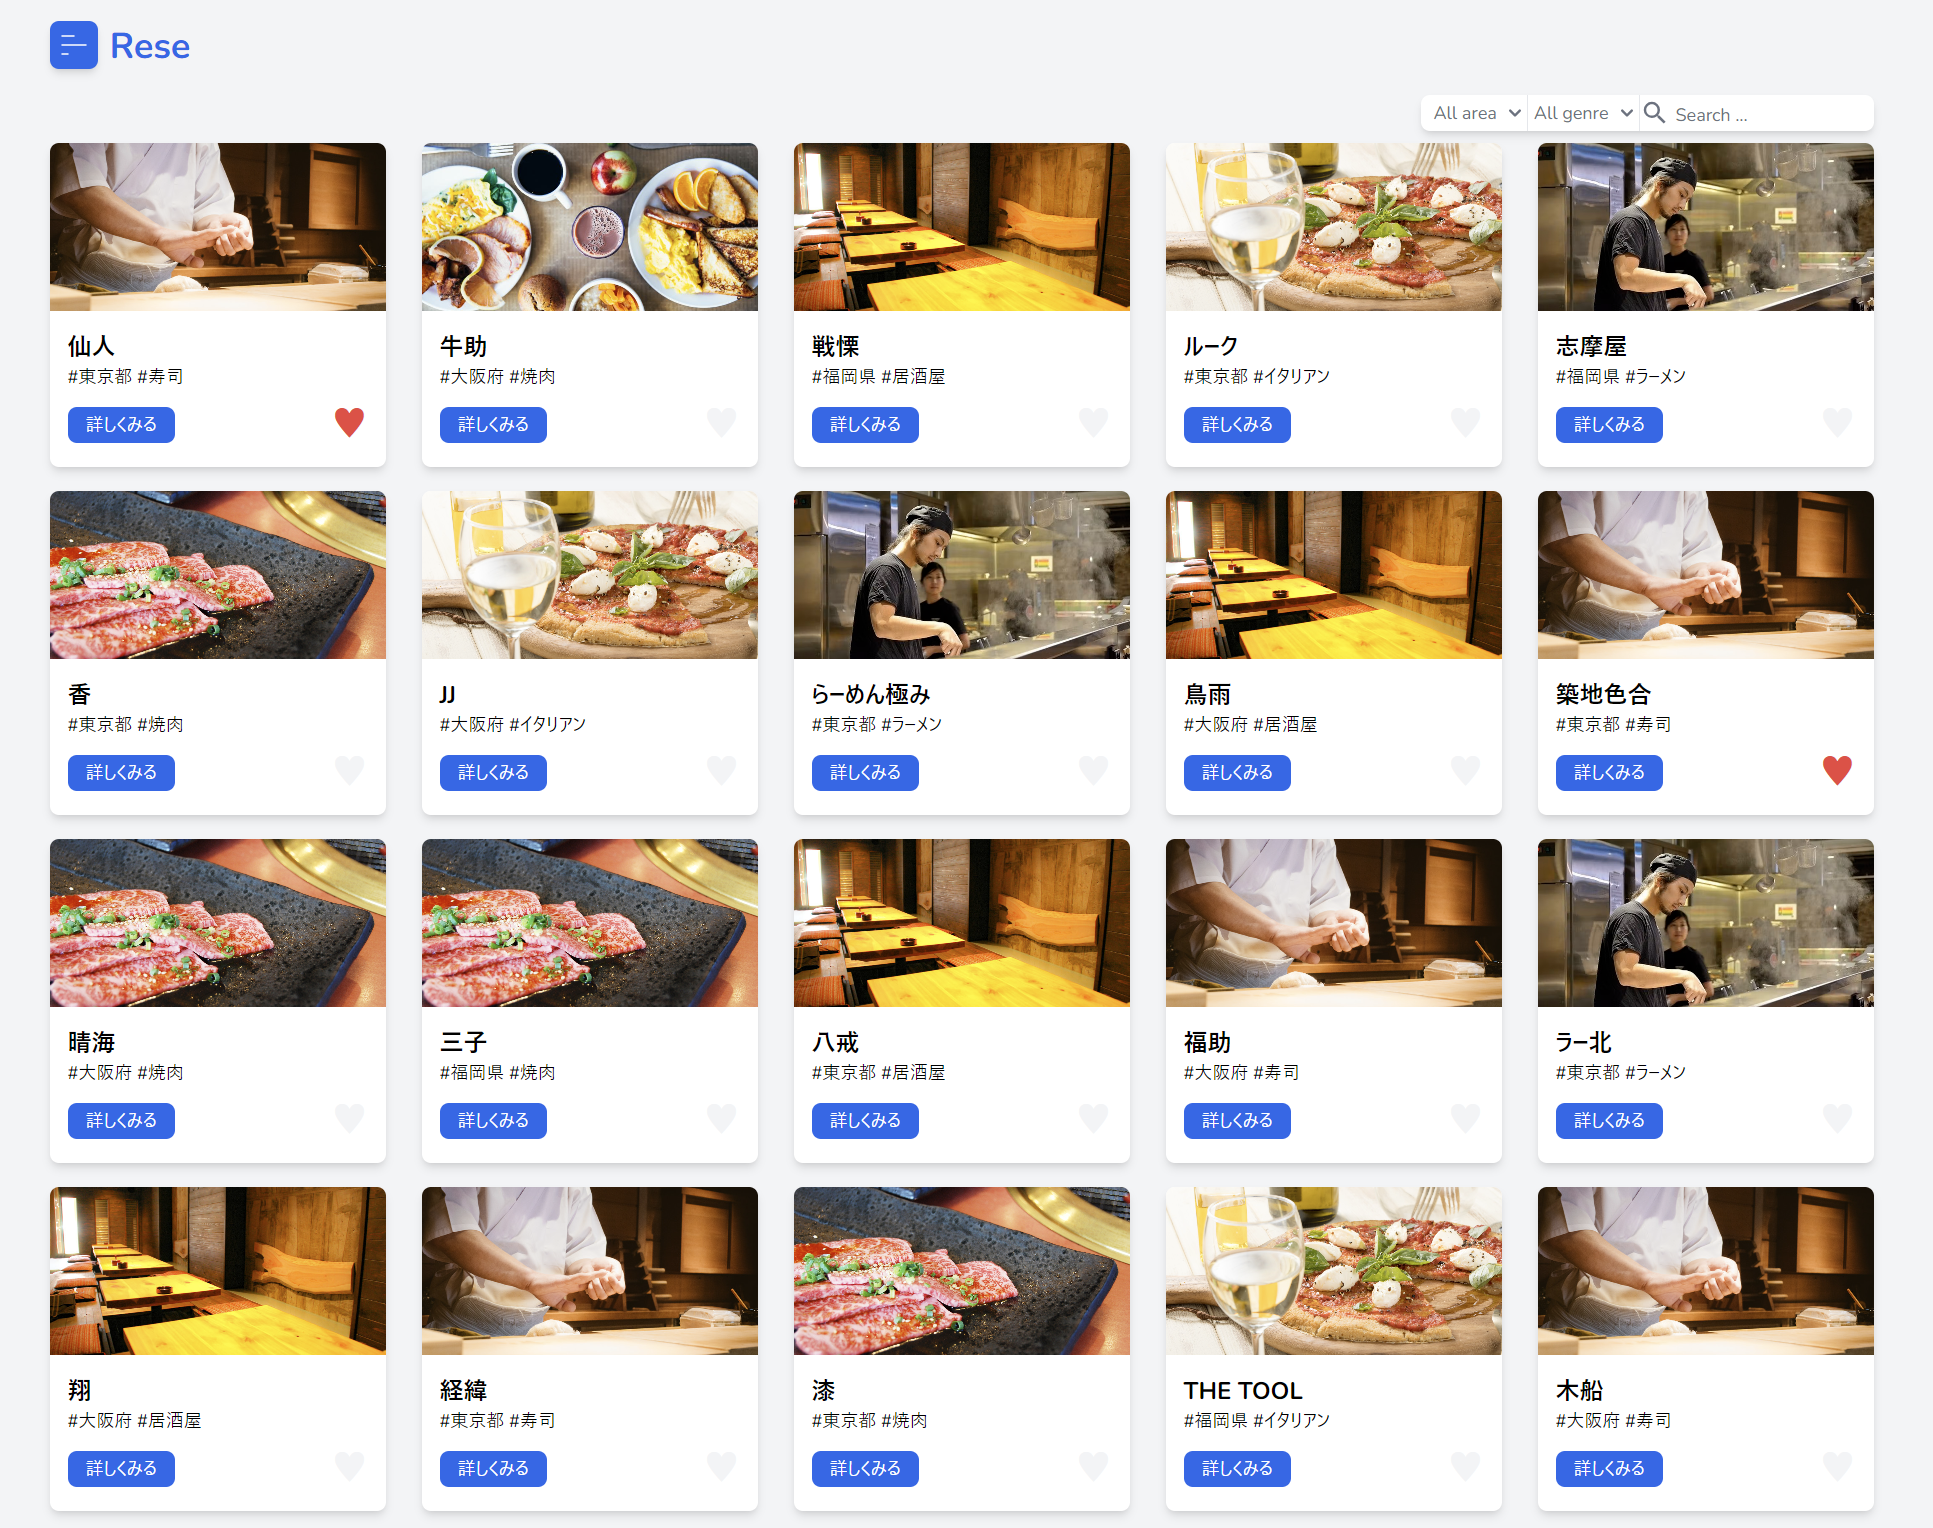 Rese
All area All genre Search ...
仙人
#東京都 #寿司
詳しくみる
牛助
#大阪府 #焼肉
詳しくみる
戦慄
#福岡県 #居酒屋
詳しくみる
ルーク
#東京都 #イタリアン
詳しくみる
志摩屋
#福岡県 #ラーメン
詳しくみる
香
#東京都 #焼肉
詳しくみる
JJ
#大阪府 #イタリアン
詳しくみる
らーめん極み
#東京都 #ラーメン
詳しくみる
鳥雨
#大阪府 #居酒屋
詳しくみる
築地色合
#東京都 #寿司
詳しくみる
晴海
#大阪府 #焼肉
詳しくみる
三子
#福岡県 #焼肉
詳しくみる
八戒
#東京都 #居酒屋
詳しくみる
福助
#大阪府 #寿司
詳しくみる
ラー北
#東京都 #ラーメン
詳しくみる
翔
#大阪府 #居酒屋
詳しくみる
経緯
#東京都 #寿司
詳しくみる
漆
#東京都 #焼肉
詳しくみる
THE TOOL
#福岡県 #イタリアン
詳しくみる
木船
#大阪府 #寿司
詳しくみる